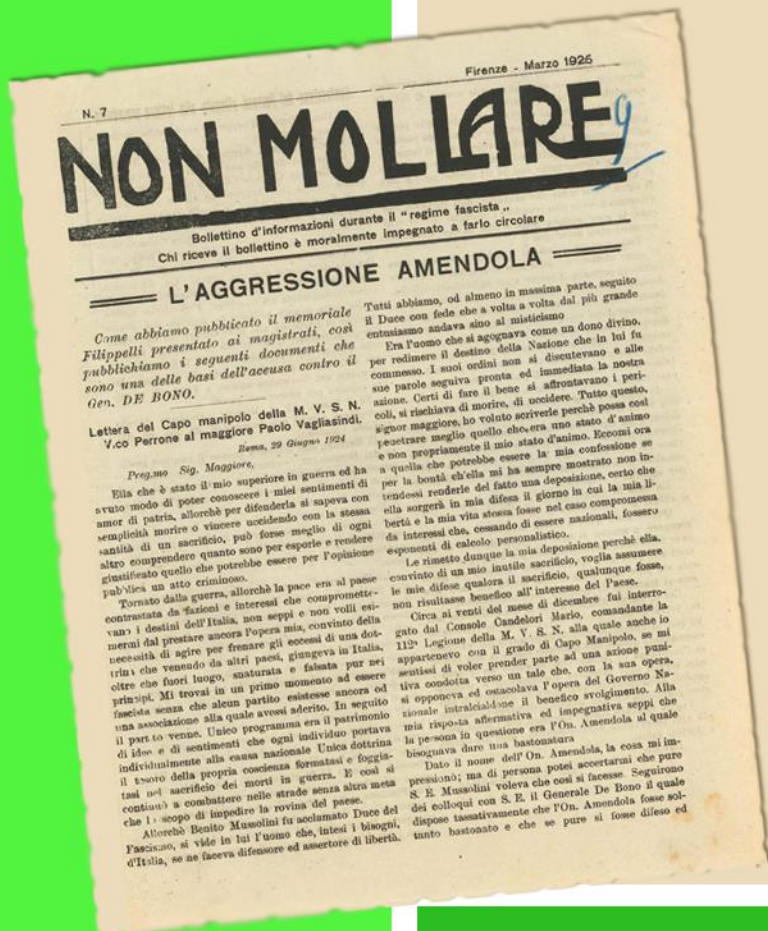 N. 7
Firenze - Marzo 1925
NON MOLLARE
9
Bollettino d'informazioni durante il "regime fascista„
Chi riceve il bollettino è moralmente impegnato a farlo circolare
L'AGGRESSIONE AMENDOLA
Come abbiamo pubblicato il memoriale
Filippelli presentato ai magistrati, così
pubblichiamo i seguenti documenti che
sono una delle basi dell'accusa contro il
Gen. DE BONO.
Lettera del Capo manipolo della M. V. S. N.
V.co Perrone al maggiore Paolo Vagliasindi.
Roma, 29 Giugno 1924
Preg.mo Sig. Maggiore,
Ella che è stato il mio superiore in guerra ed ha
avuto modo di poter conoscere i miei sentimenti di
amor di patria, allorchè per difenderla si sapeva con
semplicità morire o vincere uccidendo con la stessa
santità di un sacrificio, può forse meglio di ogni
altro comprendere quanto sono per esporle e rendere
giustificato quello che potrebbe essere per l'opinione
pubblica un atto criminoso.
Tornato dalla guerra, allorchè la pace era al paese
contrastata da fazioni e interessi che compromette-
vano i destini dell'Italia, non seppi e non volli esi-
mermi dal prestare ancora l'opera mia, convinto della
necessità di agire per frenare gli eccessi di una dot-
trina che venendo da altri paesi, giungeva in Italia,
oltre che fuori luogo, snaturata e falsata pur nei
principi. Mi trovai in un primo momento ad essere
fascista senza che alcun partito esistesse ancora od
una associazione alla quale avessi aderito. In seguito
il partito venne. Unico programma era il patrimonio
di idee e di sentimenti che ogni individuo portava
individualmente alla causa nazionale Unica dottrina
il tesoro della propria coscienza formatasi e foggia-
tasi nel sacrificio dei morti in guerra. E così si
continuò a combattere nelle strade senza altra meta
che lo scopo di impedire la rovina del paese.
Allorchè Benito Mussolini fu acclamato Duce del
Fascismo, si vide in lui l'uomo che, intesi i bisogni,
d'Italia, se ne faceva difensore ed assertore di libertà.
Tutti abbiamo, od almeno in massima parte, seguito
il Duce con fede che a volta a volta dal più grande
entusiasmo andava sino al misticismo
Era l'uomo che si agognava come un dono divino,
per redimere il destino della Nazione che in lui fu
commesso. I suoi ordini non si discutevano e alle
sue parole seguiva pronta ed immediata la nostra
azione. Certi di fare il bene si affrontavano i peri-
coli, si rischiava di morire, di uccidere. Tutto questo,
signor maggiore, ho voluto scriverle perchè possa così
penetrare meglio quello che era uno stato d'animo
e non propriamente il mio stato d'animo. Eccomi ora
a quella che potrebbe essere la mia confessione se
per la bontà ch'ella mi ha sempre mostrato non in-
tendessi renderle del fatto una deposizione, certo che
ella sorgerà in mia difesa il giorno in cui la mia li-
bertà e la mia vita stessa fosse nel caso compromessa
da interessi che, cessando di essere nazionali, fossero
esponenti di calcolo personalistico.
Le rimetto dunque la mia deposizione perchè ella,
convinto di un mio inutile sacrificio, voglia assumere
le mie difese qualora il sacrificio, qualunque fosse,
non risultasse benefico all'interesse del Paese.
Circa ai venti del mese di dicembre fui interro-
gato dal Console Candelori Mario, comandante la
112ª Legione della M. V. S. N., alla quale anche io
appartenevo con il grado di Capo Manipolo, se mi
sentissi di voler prender parte ad una azione puni-
tiva condotta verso un tale che, con la sua opera,
si opponeva ed ostacolava l'opera del Governo Na-
zionale intralciandone il benefico svolgimento. Alla
mia risposta affermativa ed impegnativa seppi che
la persona in questione era l'On. Amendola al quale
bisognava dare una bastonatura
Dato il nome dell'On. Amendola, la cosa mi im-
pressionò; ma di persona potei accertarmi che pure
S. E. Mussolini voleva che così si facesse. Seguirono
dei colloqui con S. E. il Generale De Bono il quale
dispose tassativamente che l'On. Amendola fosse sol-
tanto bastonato e che se pure si fosse difeso ed